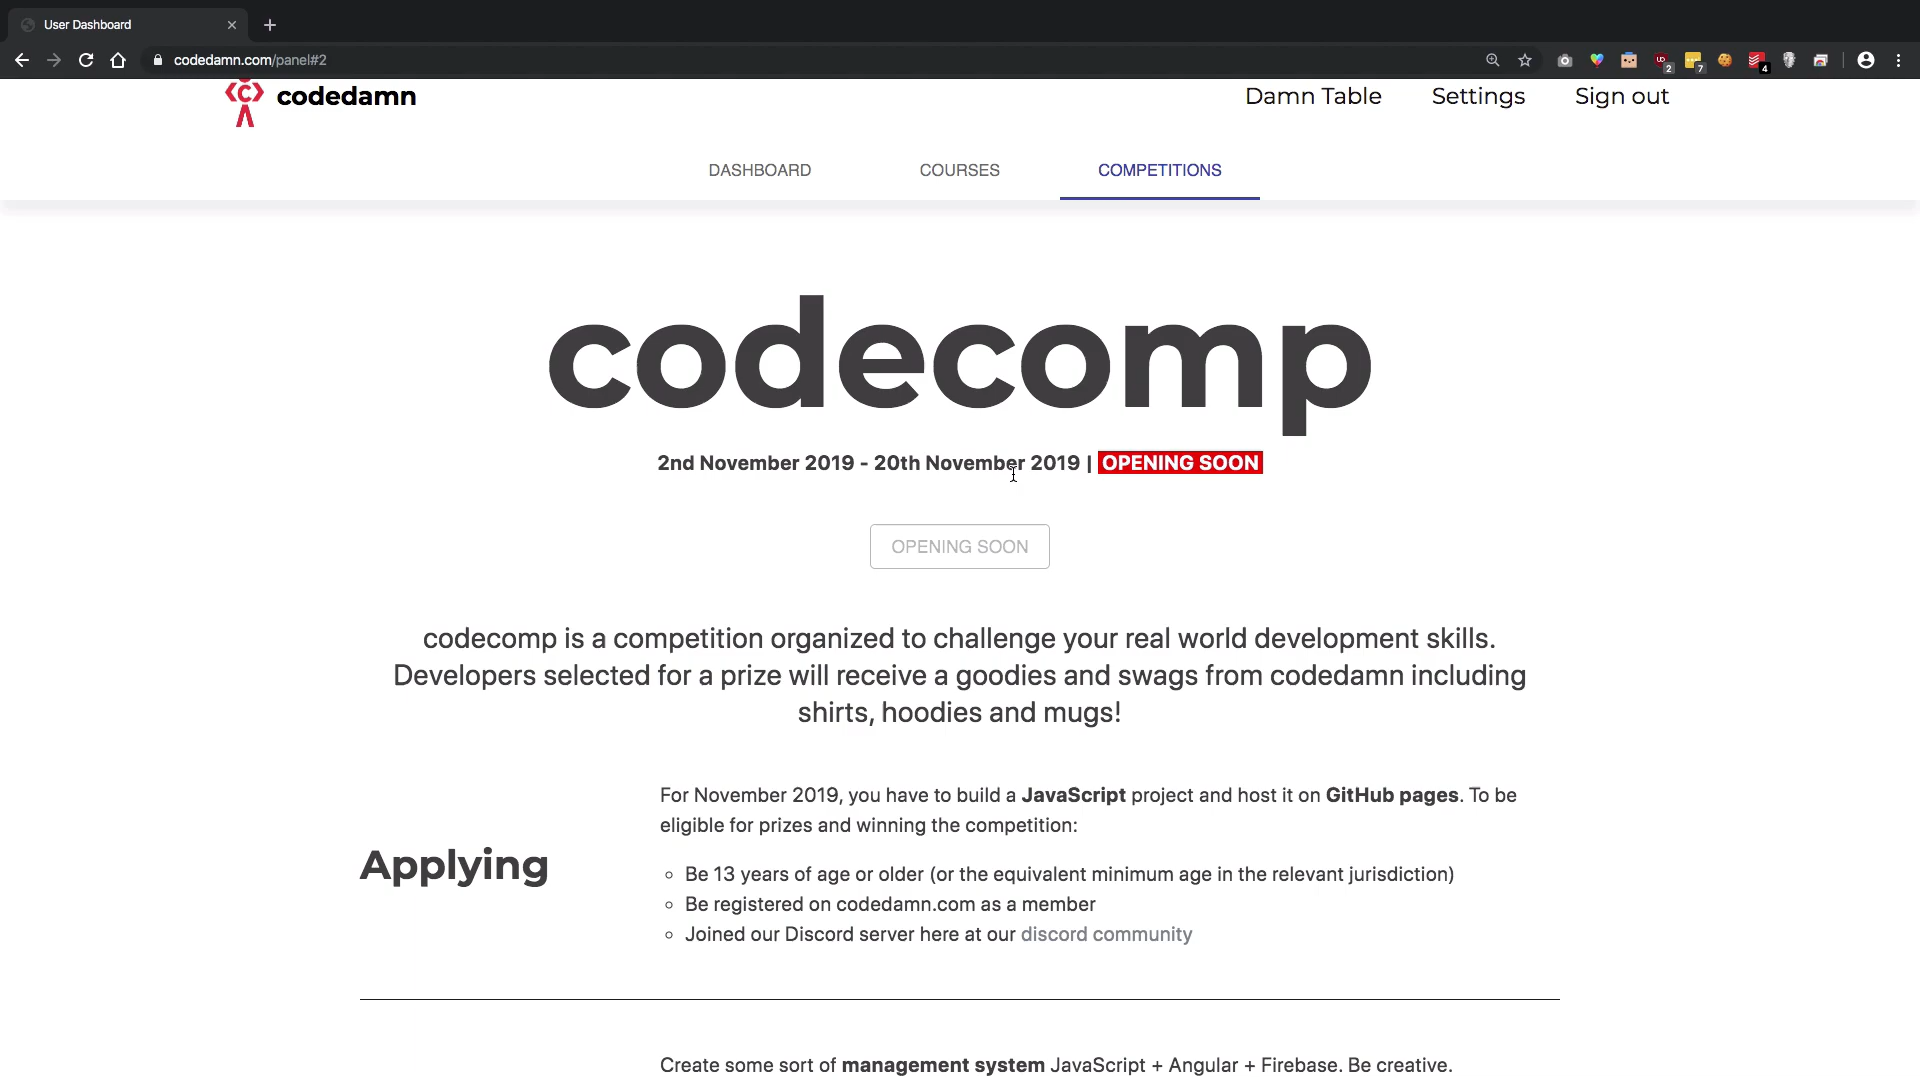 User Dashboard
codedamn.com/panel#2
2
7
4
codedamn
Damn Table
Settings
Sign out
DASHBOARD
COURSES
COMPETITIONS
codecomp
2nd November 2019 - 20th November 2019 | OPENING SOON
OPENING SOON
codecomp is a competition organized to challenge your real world development skills.
Developers selected for a prize will receive a goodies and swags from codedamn including
shirts, hoodies and mugs!
For November 2019, you have to build a JavaScript project and host it on GitHub pages. To be
eligible for prizes and winning the competition:
Applying
Be 13 years of age or older (or the equivalent minimum age in the relevant jurisdiction)
Be registered on codedamn.com as a member
Joined our Discord server here at our discord community
Create some sort of management system JavaScript + Angular + Firebase. Be creative.